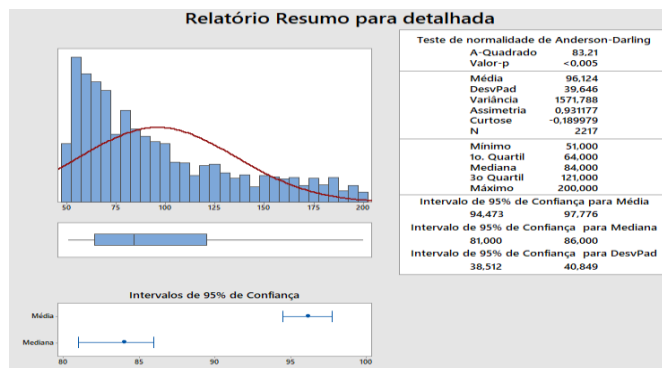 Relatório Resumo para detalhada
50 75 100 125 150 175 200
Teste de normalidade de Anderson-Darling
A-Quadrado 83,21
Valor-p <0,005
Média 96,124
DesvPad 39,646
Variância 1571,788
Assimetria 0,931177
Curtose -0,189979
N 2217
Mínimo 51,000
1o. Quartil 64,000
Mediana 84,000
3o Quartil 121,000
Máximo 200,000
Intervalo de 95% de Confiança para Média
94,473 97,776
Intervalo de 95% de Confiança para Mediana
81,000 86,000
Intervalo de 95% de Confiança para DesvPad
38,512 40,849
Intervalos de 95% de Confiança
Média
Mediana
80 85 90 95 100